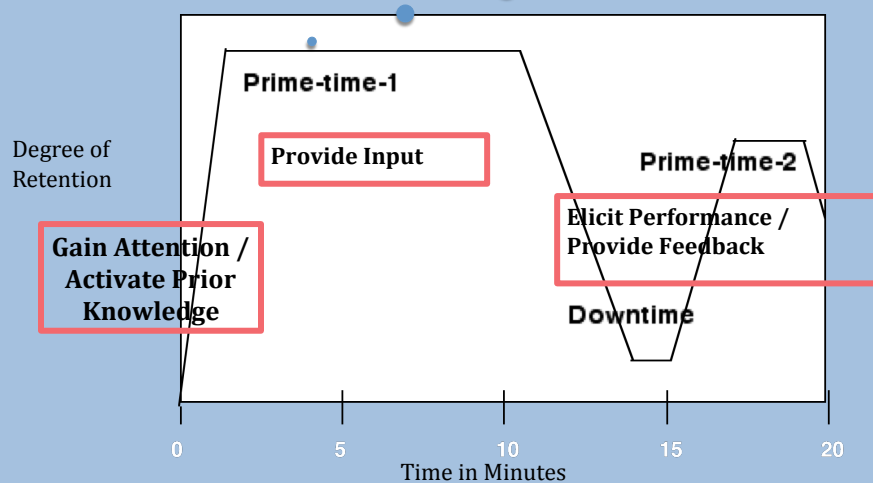 Prime-time-1
Degree of
Retention
Provide Input
Prime-time-2
Elicit Performance /
Provide Feedback
Gain Attention /
Activate Prior
Knowledge
Downtime
0
5
10
15
20
Time in Minutes